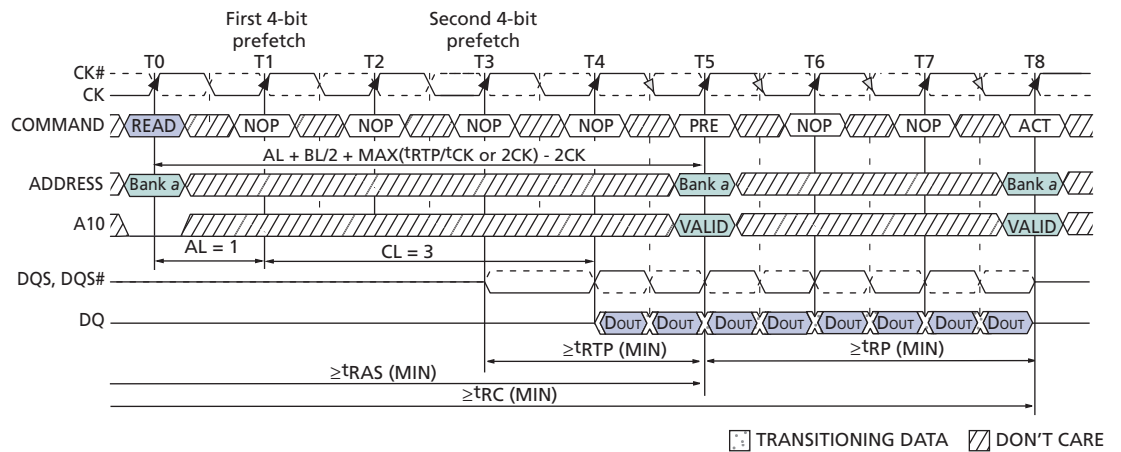 First 4-bit prefetch Second 4-bit prefetch
T0 T1 T2 T3 T4 T5 T6 T7 T8
CK#
CK
COMMAND READ NOP NOP NOP NOP PRE NOP NOP ACT
AL + BL/2 + MAX(tRTP/tCK or 2CK) - 2CK
ADDRESS Bank a Bank a Bank a
A10 VALID VALID
AL = 1 CL = 3
DQS, DQS#
DQ DOUT DOUT DOUT DOUT DOUT DOUT DOUT DOUT
≥tRTP (MIN) ≥tRP (MIN)
≥tRAS (MIN)
≥tRC (MIN)
TRANSITIONING DATA DON'T CARE